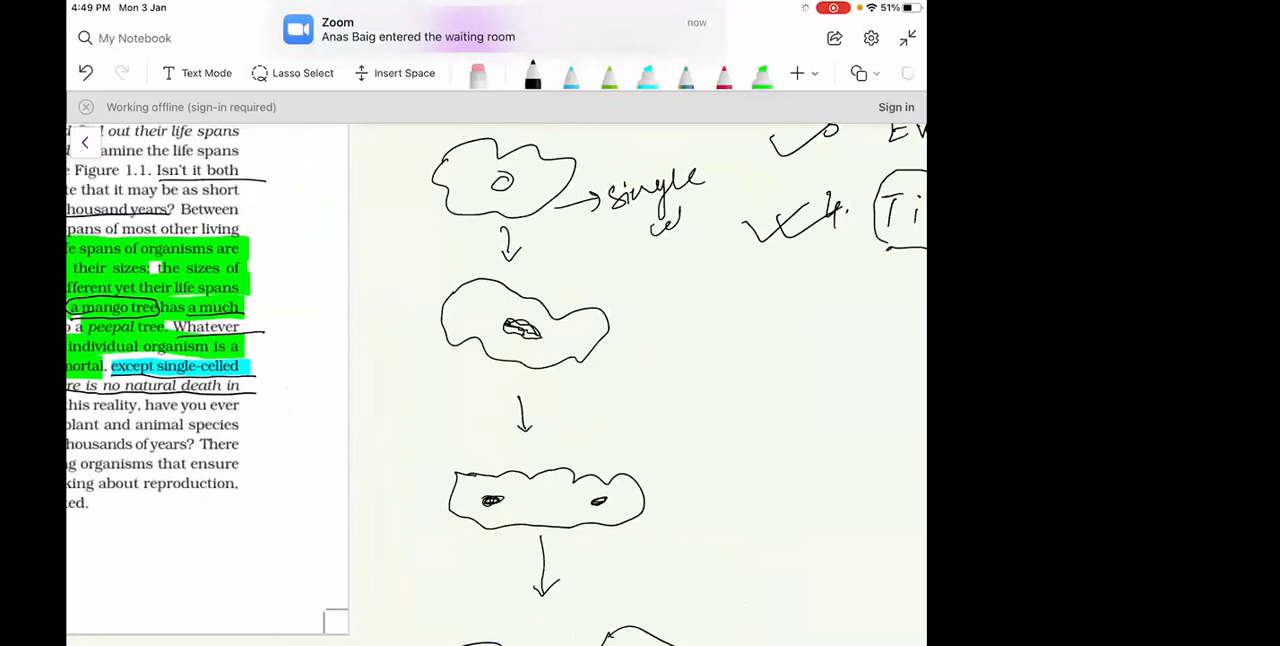 4:49 PM Mon 3 Jan
51%
Zoom
now
Anas Baig entered the waiting room
My Notebook
Text Mode
Lasso Select
Insert Space
Working offline (sign-in required)
Sign in
out their life spans
amine the life spans
Figure 1.1. Isn't it both
te that it may be as short
housand years? Between
pans of most other living
fe spans of organisms are
their sizes; the sizes of
fferent yet their life spans
a mango tree has a much
o a peepal tree. Whatever
individual organism is a
mortal, except single-celled
re is no natural death in
this reality, have you ever
plant and animal species
housands of years? There
ng organisms that ensure
king about reproduction,
ed.
Single
4.
Ti